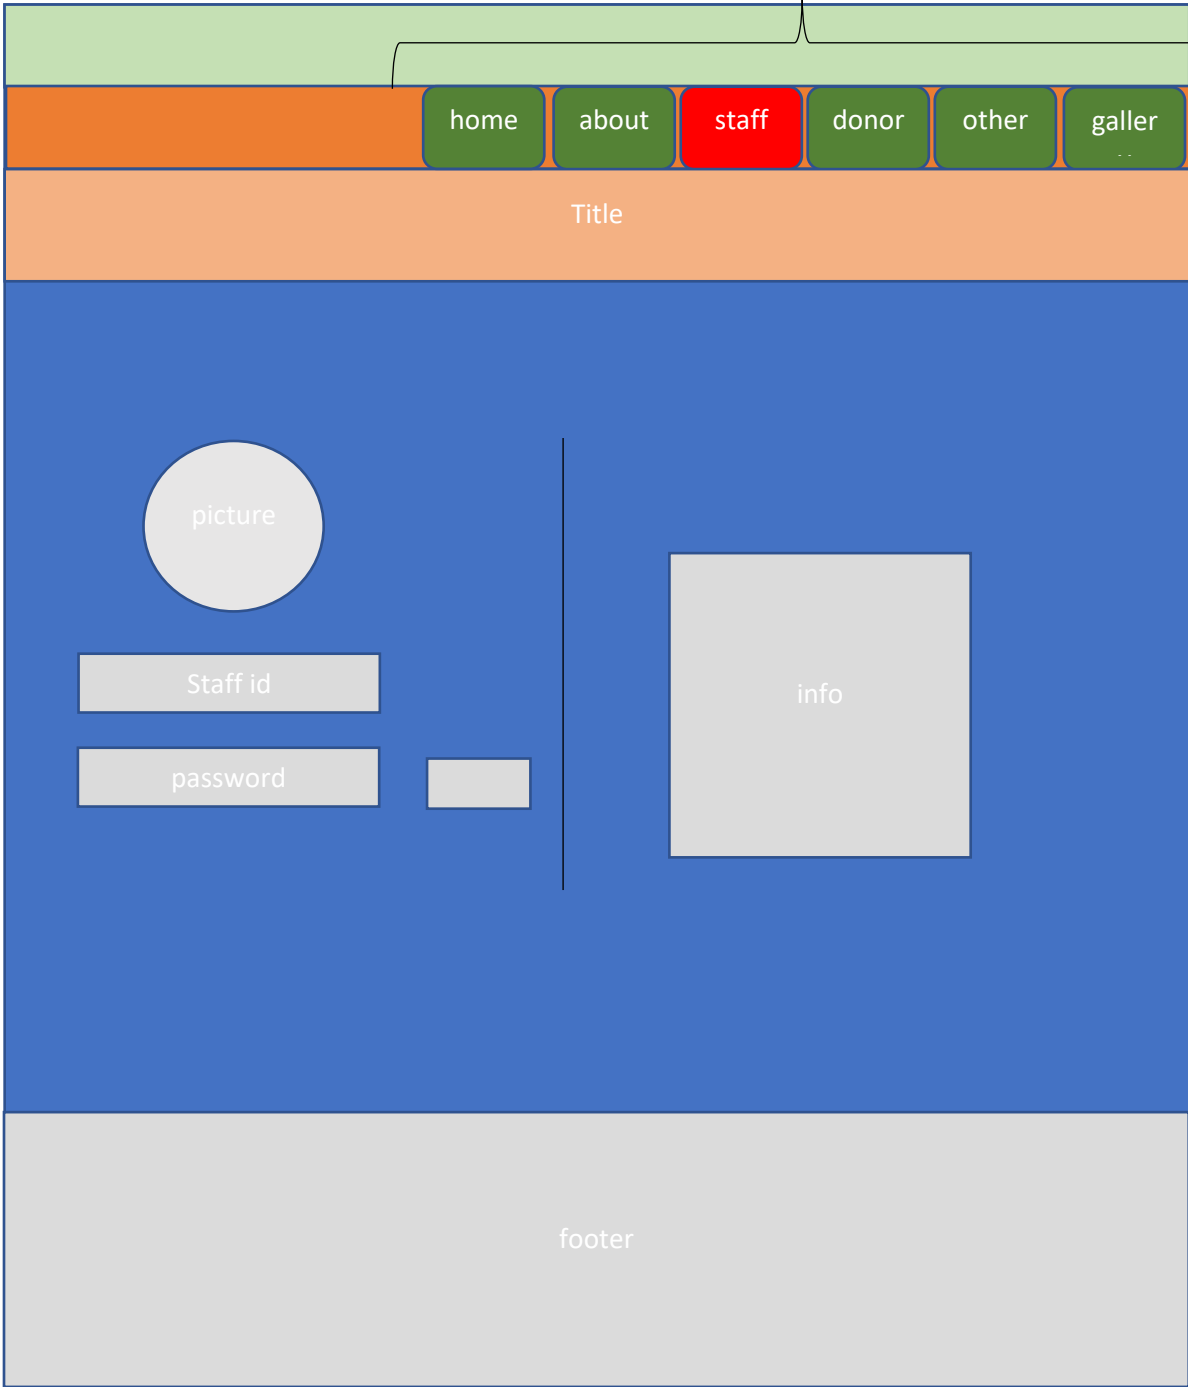 home
about
staff
donor
other
galler
Title
picture
Staff id
info
password
footer